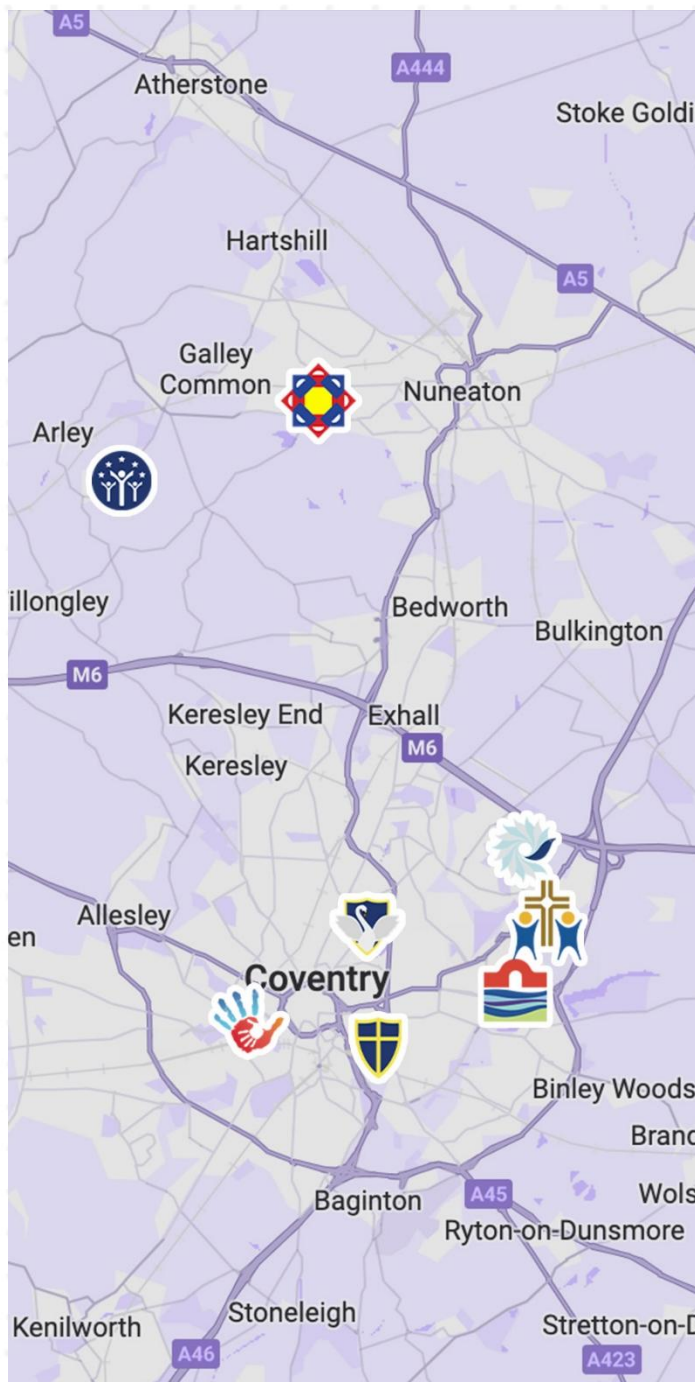 A5
A444
Atherstone
Stoke Goldi
Hartshill
A5
Galley
Common
Nuneaton
Arley
illongley
Bedworth
Bulkington
M6
Keresley End
Exhall
M6
Keresley
Allesley
en
Coventry
Binley Woods
Branc
Wols
A45
Baginton
Ryton-on-Dunsmore
Stoneleigh
Kenilworth
Stretton-on-D
A46
A423